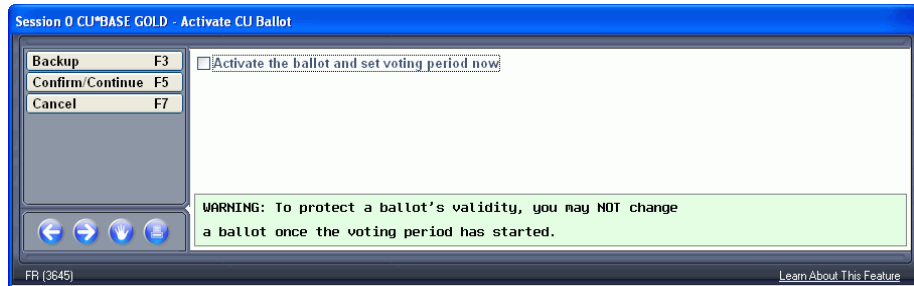 Session 0 CU*BASE GOLD - Activate CU Ballot
Backup F3
Confirm/Continue F5
Cancel F7
Activate the ballot and set voting period now
WARNING: To protect a ballot's validity, you may NOT change
a ballot once the voting period has started.
FR (3645)
Learn About This Feature